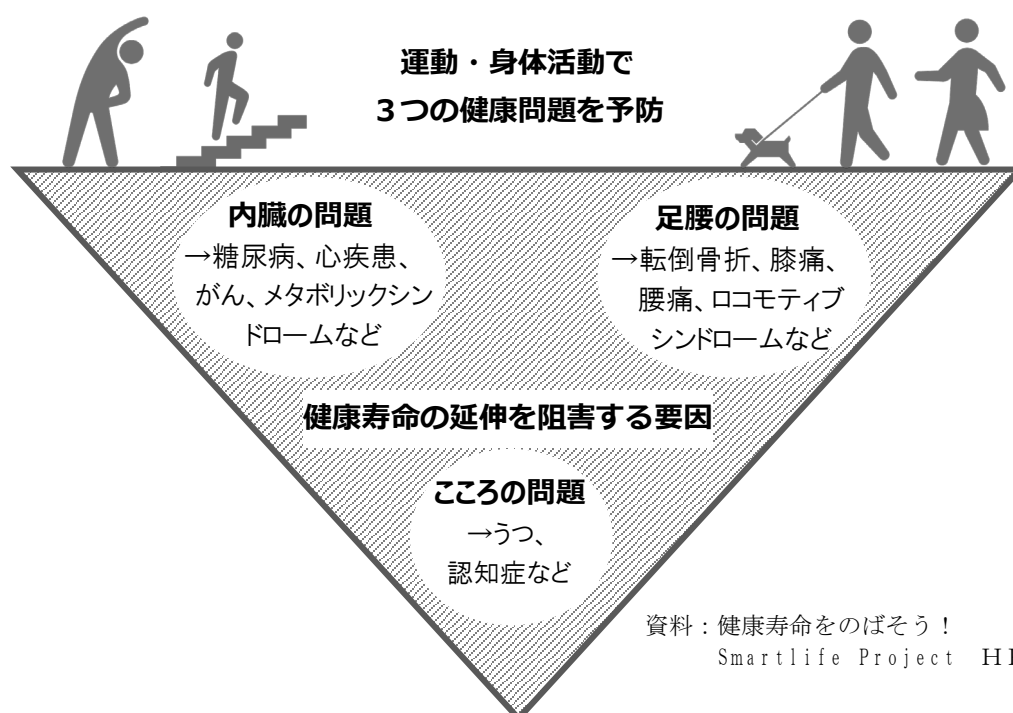 運動・身体活動で
3つの健康問題を予防
内臓の問題
→糖尿病、心疾患、
がん、メタボリックシン
ドロームなど
足腰の問題
→転倒骨折、膝痛、
腰痛、ロコモティブ
シンドロームなど
健康寿命の延伸を阻害する要因
こころの問題
→うつ、
認知症など
資料：健康寿命をのばそう！
Smartlife Project